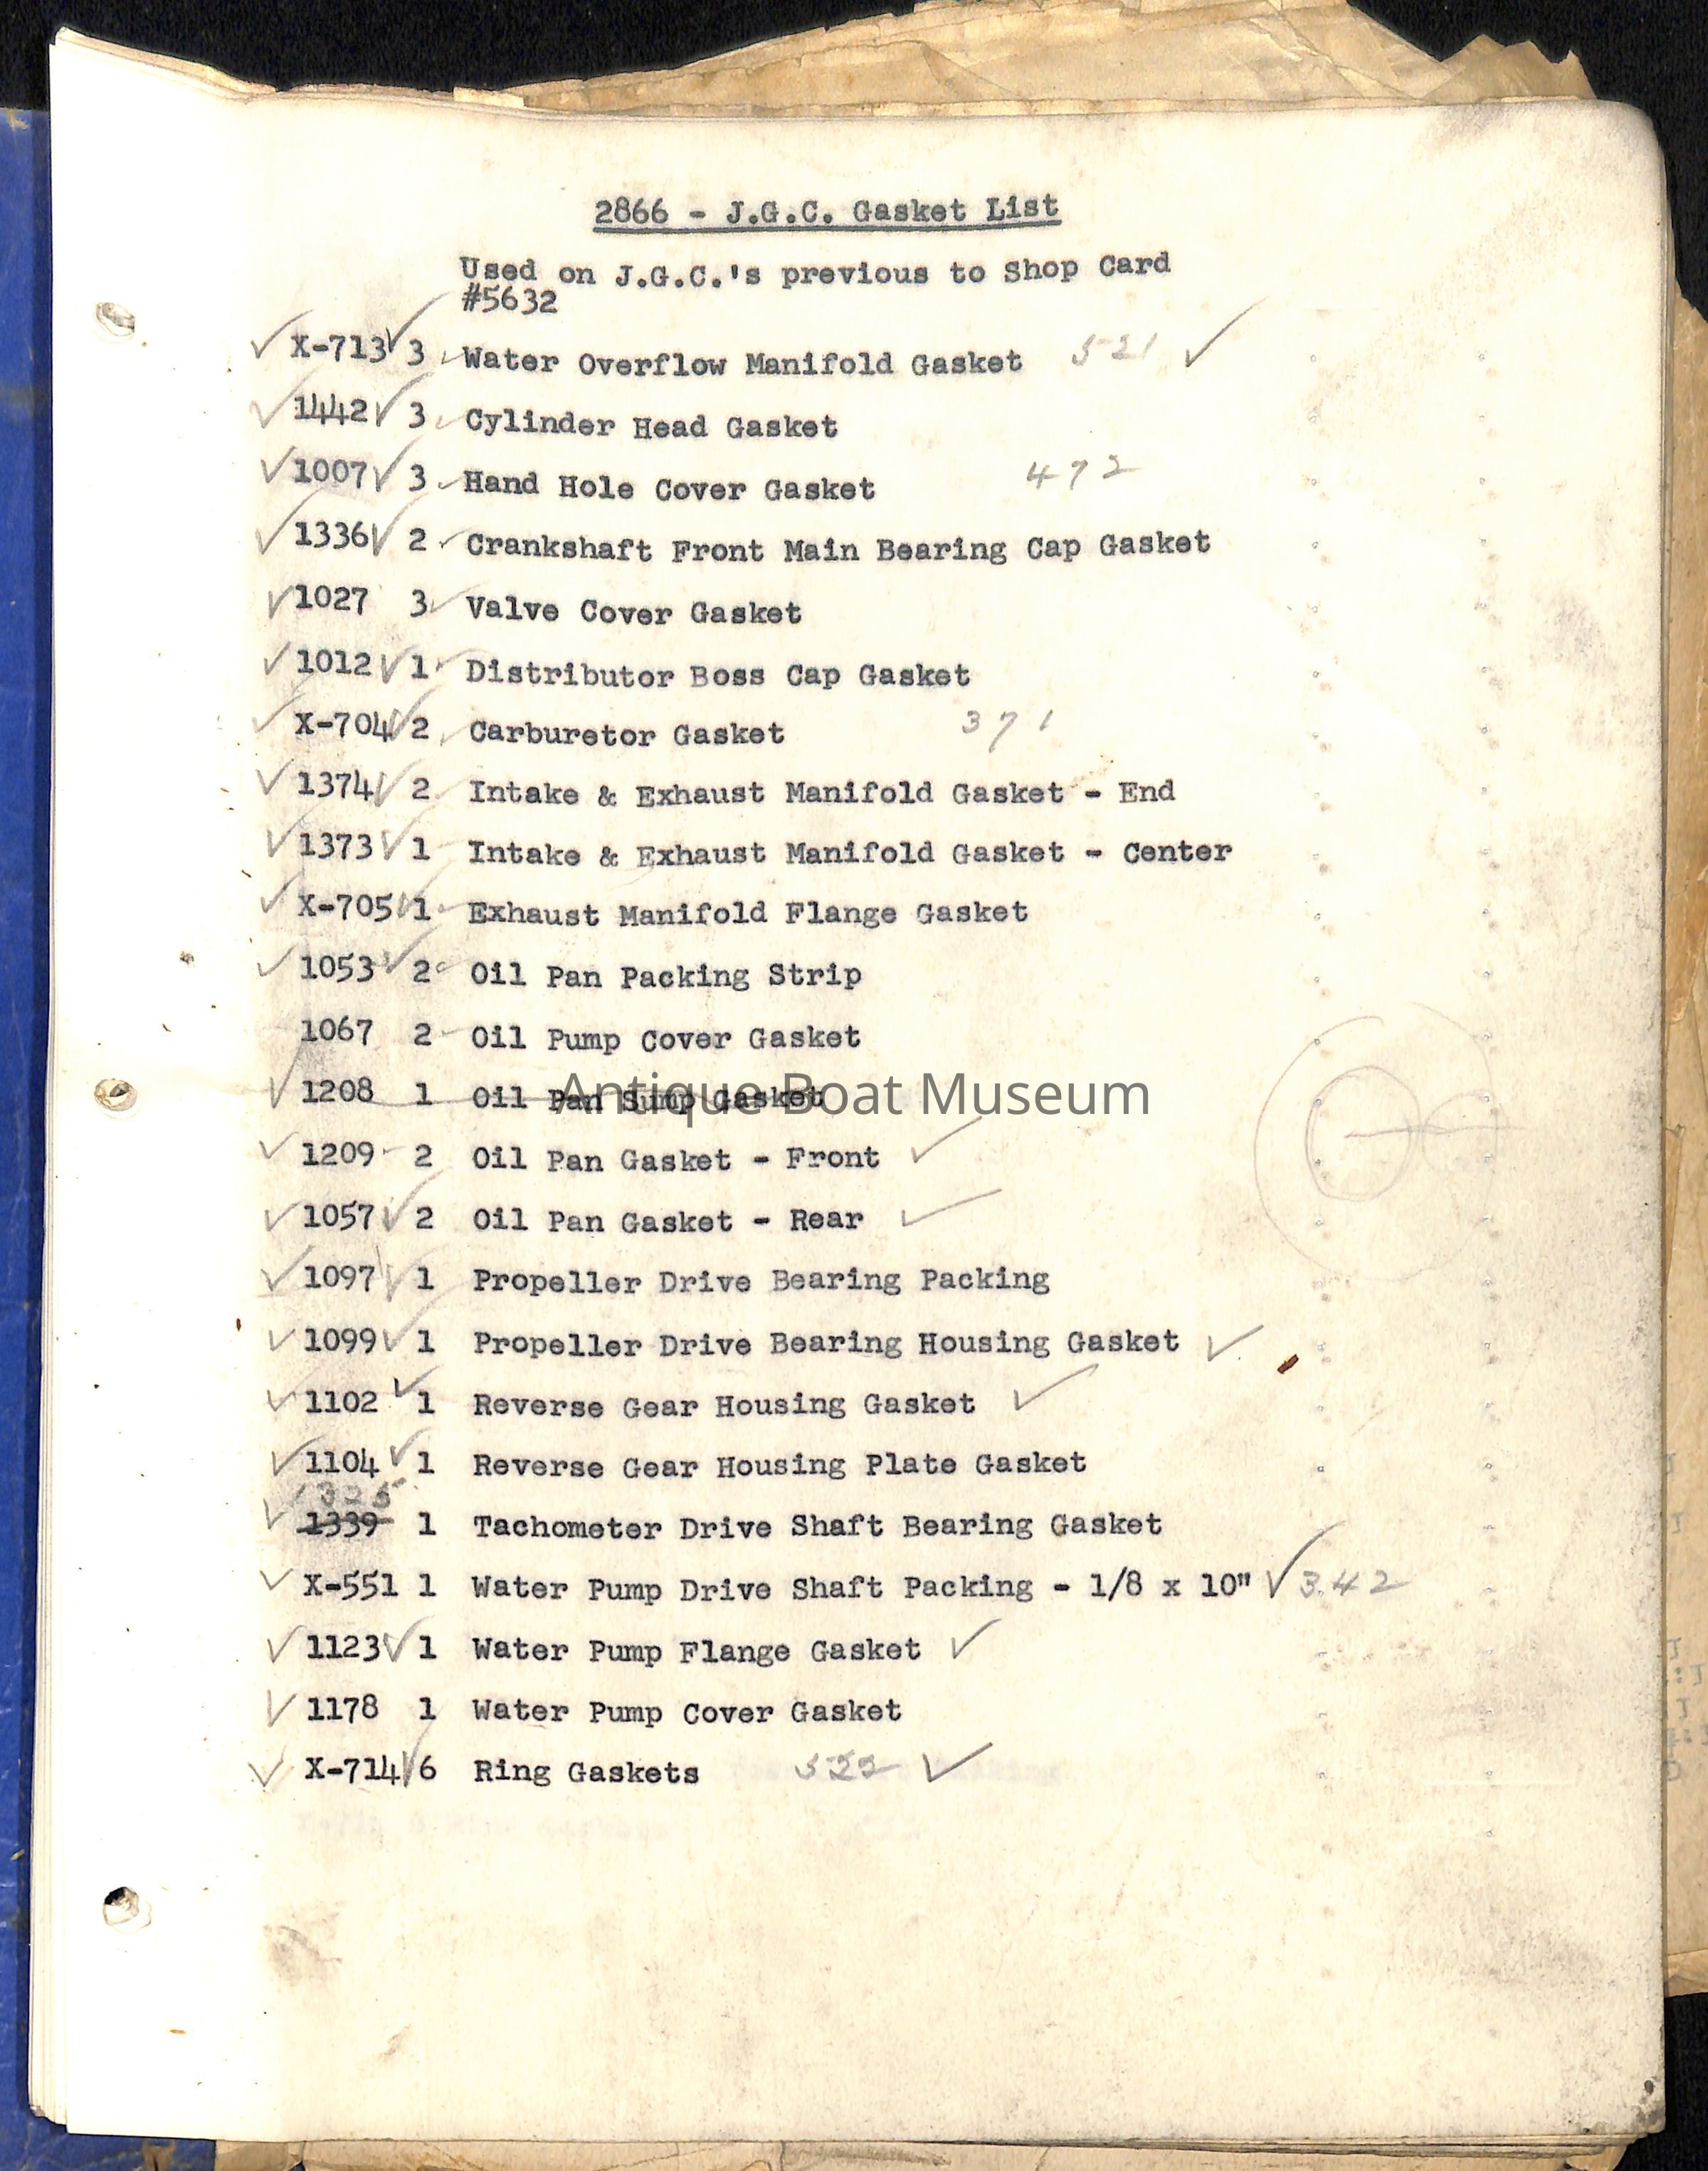 2866 - J.G.C. Gasket List
Used on J.G.C.'s previous to Shop Card
#5632
X-713 3 Water Overflow Manifold Gasket 521
1442 3 Cylinder Head Gasket
1007 3 Hand Hole Cover Gasket 472
1336 2 Crankshaft Front Main Bearing Cap Gasket
1027 3 Valve Cover Gasket
1012 1 Distributor Boss Cap Gasket
X-704 2 Carburetor Gasket 371
1374 2 Intake & Exhaust Manifold Gasket - End
1373 1 Intake & Exhaust Manifold Gasket - Center
X-705 1 Exhaust Manifold Flange Gasket
1053 2 Oil Pan Packing Strip
1067 2 Oil Pump Cover Gasket
1208 1 Oil Pan Sump Gasket
Antique Boat Museum
1209 2 Oil Pan Gasket - Front
1057 2 Oil Pan Gasket - Rear
1097 1 Propeller Drive Bearing Packing
1099 1 Propeller Drive Bearing Housing Gasket
1102 1 Reverse Gear Housing Gasket
1104 1 Reverse Gear Housing Plate Gasket
1339 1 Tachometer Drive Shaft Bearing Gasket
X-551 1 Water Pump Drive Shaft Packing - 1/8 x 10" 342
1123 1 Water Pump Flange Gasket
1178 1 Water Pump Cover Gasket
X-714 6 Ring Gaskets 522